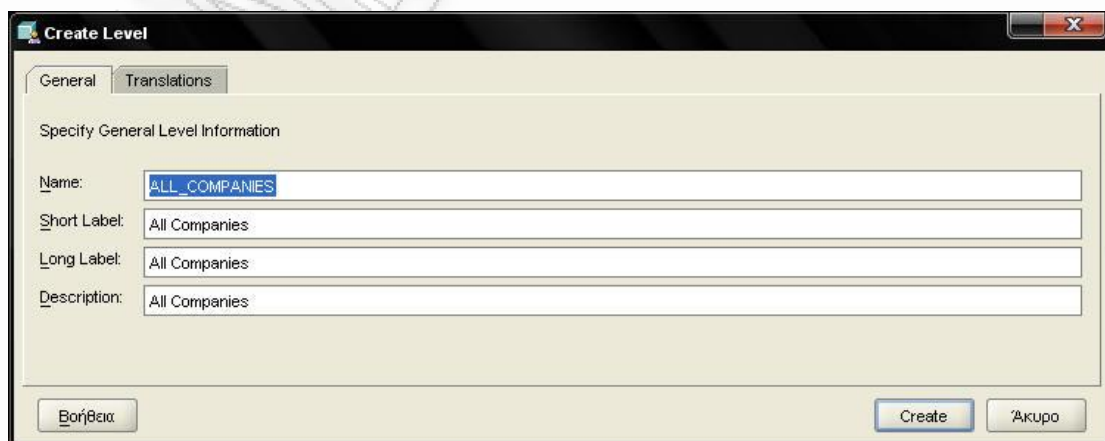 Create Level
General Translations
Specify General Level Information
Name: ALL_COMPANIES
Short Label: All Companies
Long Label: All Companies
Description: All Companies
Βοήθεια Create Άκυρο